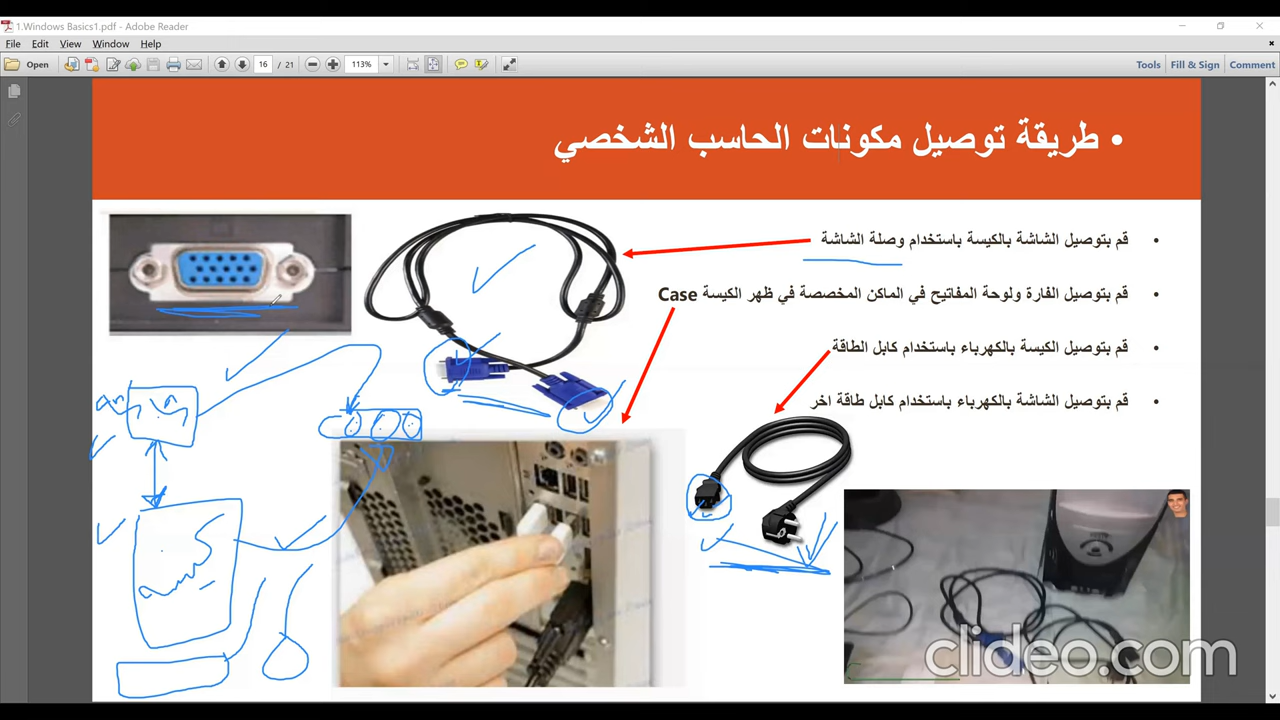 1.Windows Basics1.pdf - Adobe Reader
File Edit View Window Help
Open 16 / 21 113% Tools Fill & Sign Comment
• طريقة توصيل مكونات الحاسب الشخصي
• قم بتوصيل الشاشة بالكيسة باستخدام وصلة الشاشة
• قم بتوصيل الفارة ولوحة المفاتيح في الماكن المخصصة في ظهر الكيسة Case
• قم بتوصيل الكيسة بالكهرباء باستخدام كابل الطاقة
• قم بتوصيل الشاشة بالكهرباء باستخدام كابل طاقة اخر
clideo.com